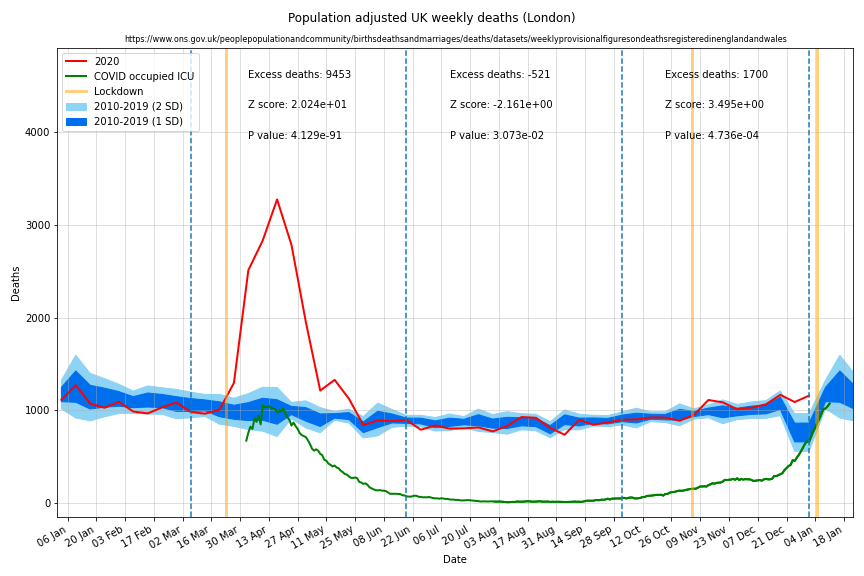 Population adjusted UK weekly deaths (London)
https://www.ons.gov.uk/peoplepopulationandcommunity/birthsdeathsandmarriages/deaths/datasets/weeklyprovisionalfiguresondeathsregisteredinenglandandwales
2020
COVID occupied ICU
Lockdown
2010-2019 (2 SD)
2010-2019 (1 SD)
Excess deaths: 9453
Z score: 2.024e+01
P value: 4.129e-91
Excess deaths: -521
Z score: -2.161e+00
P value: 3.073e-02
Excess deaths: 1700
Z score: 3.495e+00
P value: 4.736e-04
Deaths
4000
3000
2000
1000
0
06 Jan
20 Jan
03 Feb
17 Feb
02 Mar
16 Mar
30 Mar
13 Apr
27 Apr
11 May
25 May
08 Jun
22 Jun
06 Jul
20 Jul
03 Aug
17 Aug
31 Aug
14 Sep
28 Sep
12 Oct
26 Oct
09 Nov
23 Nov
07 Dec
21 Dec
04 Jan
18 Jan
Date